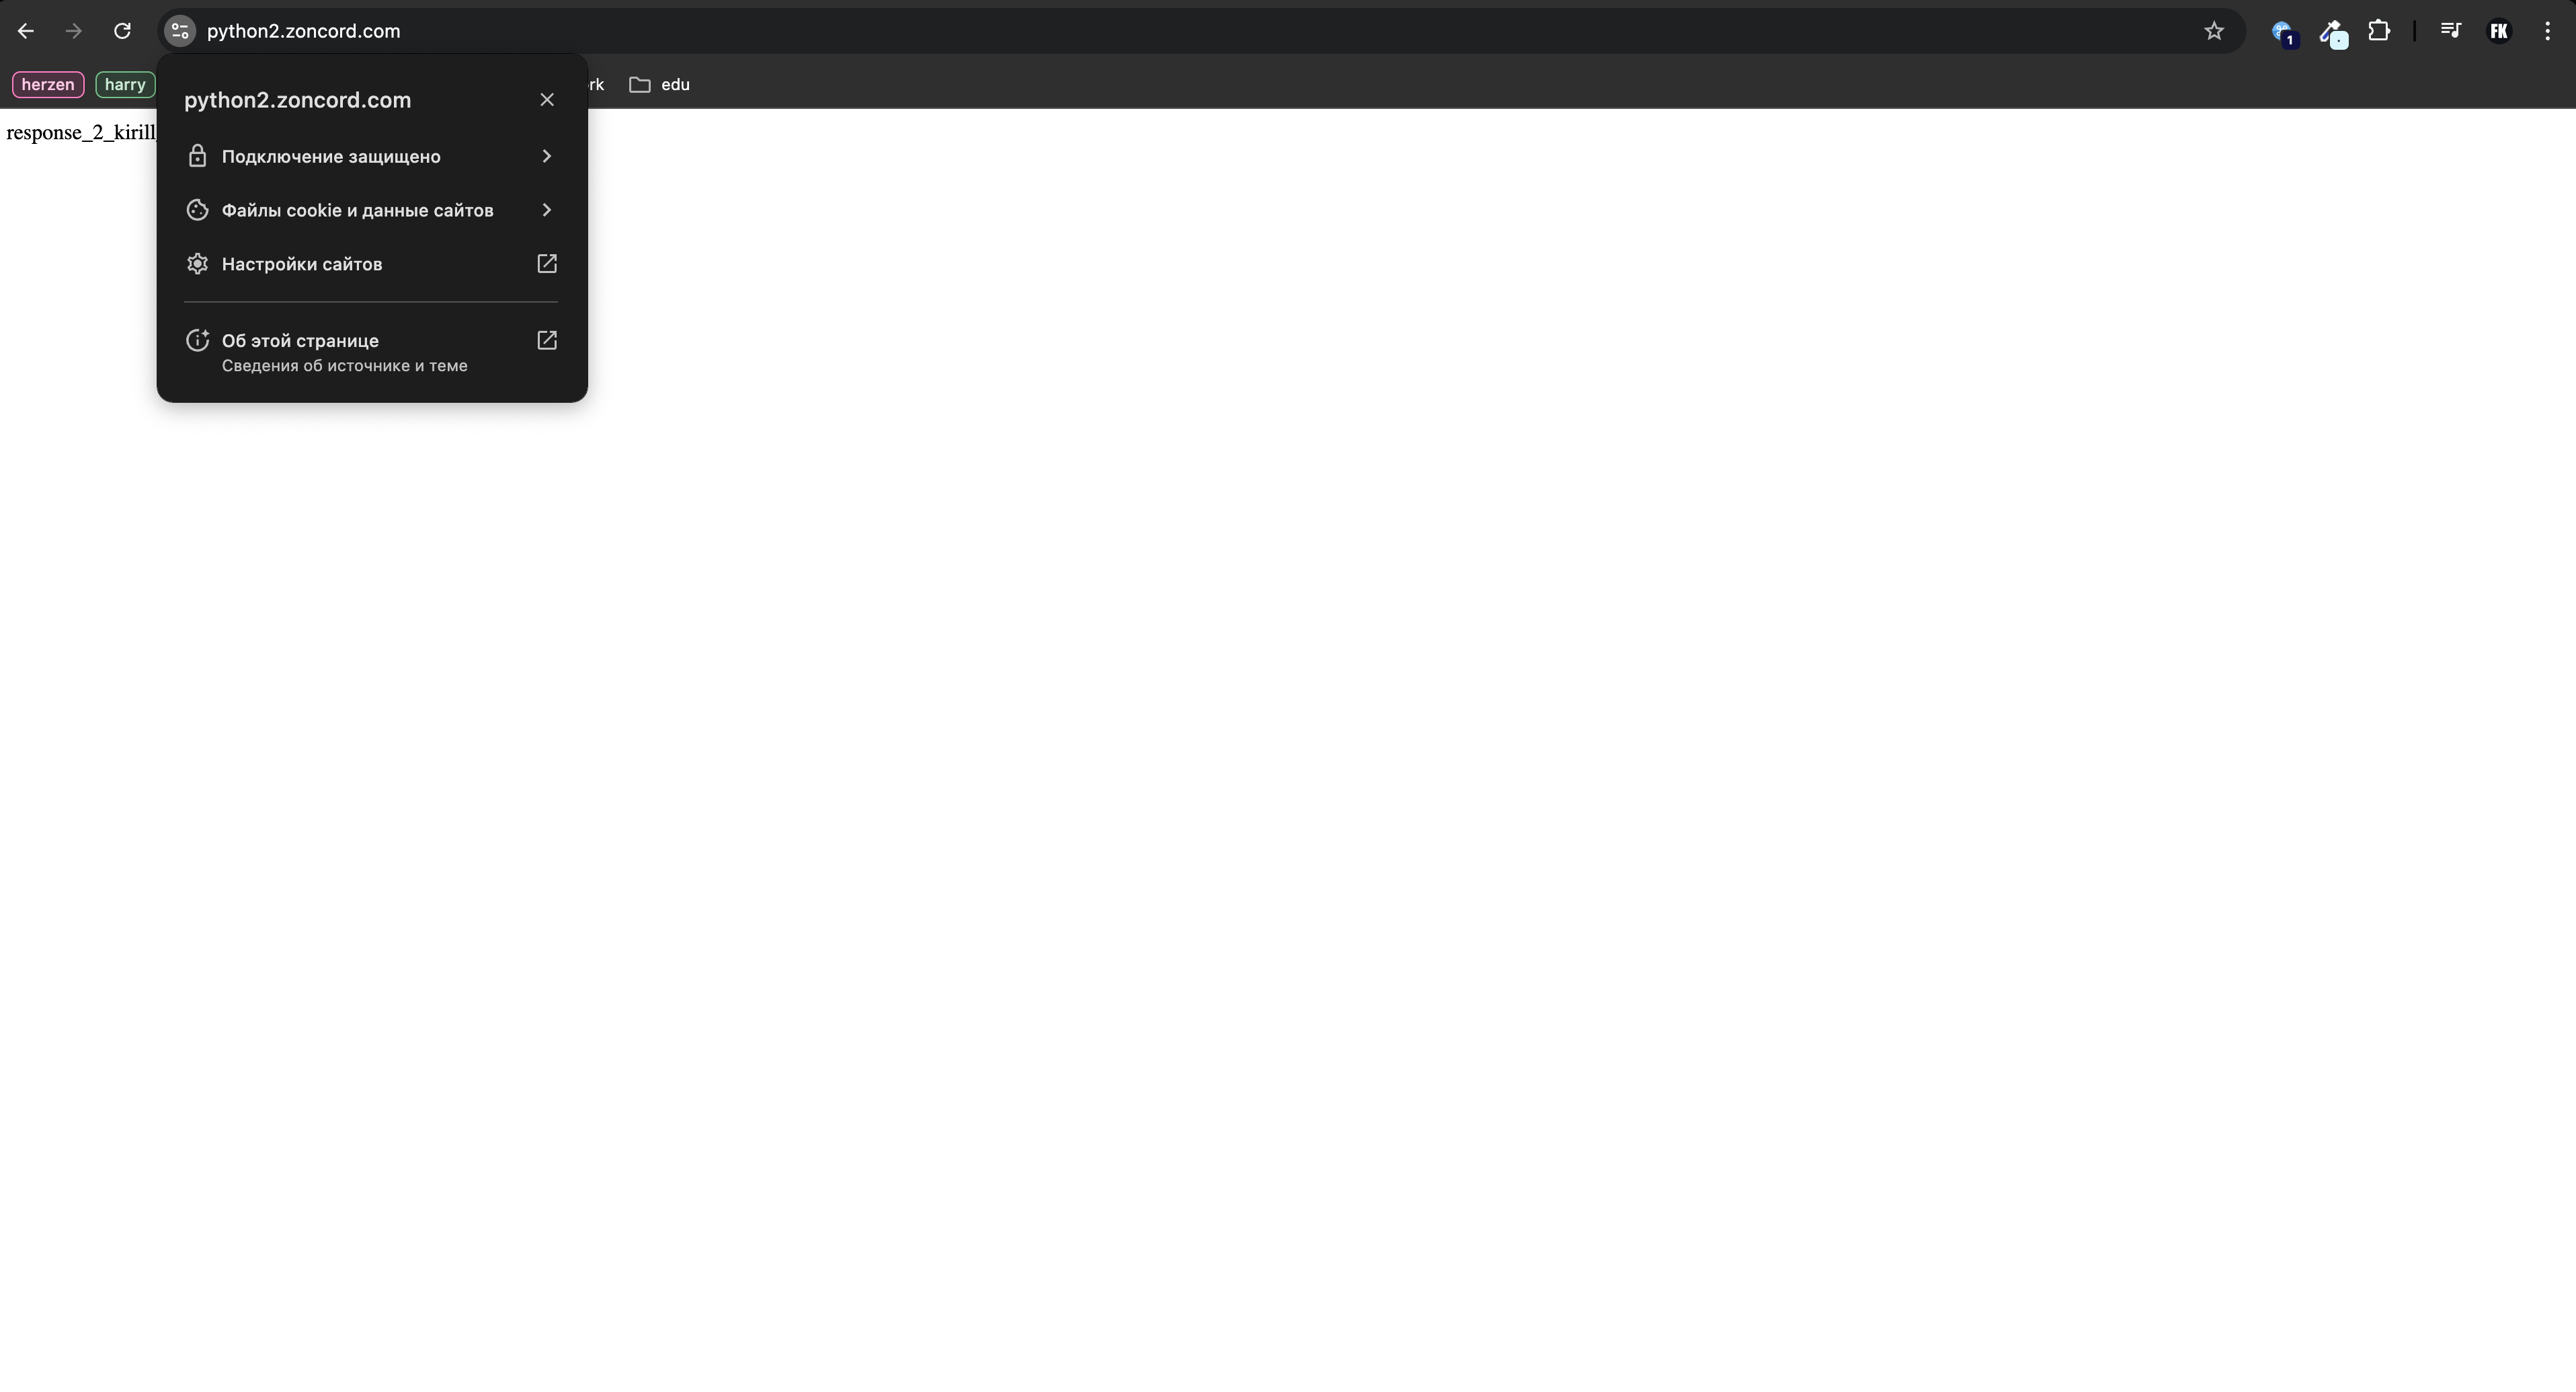 python2.zoncord.com
FK
1
herzen harry rk edu
python2.zoncord.com
response_2_kirill
Подключение защищено
Файлы cookie и данные сайтов
Настройки сайтов
Об этой странице
Сведения об источнике и теме